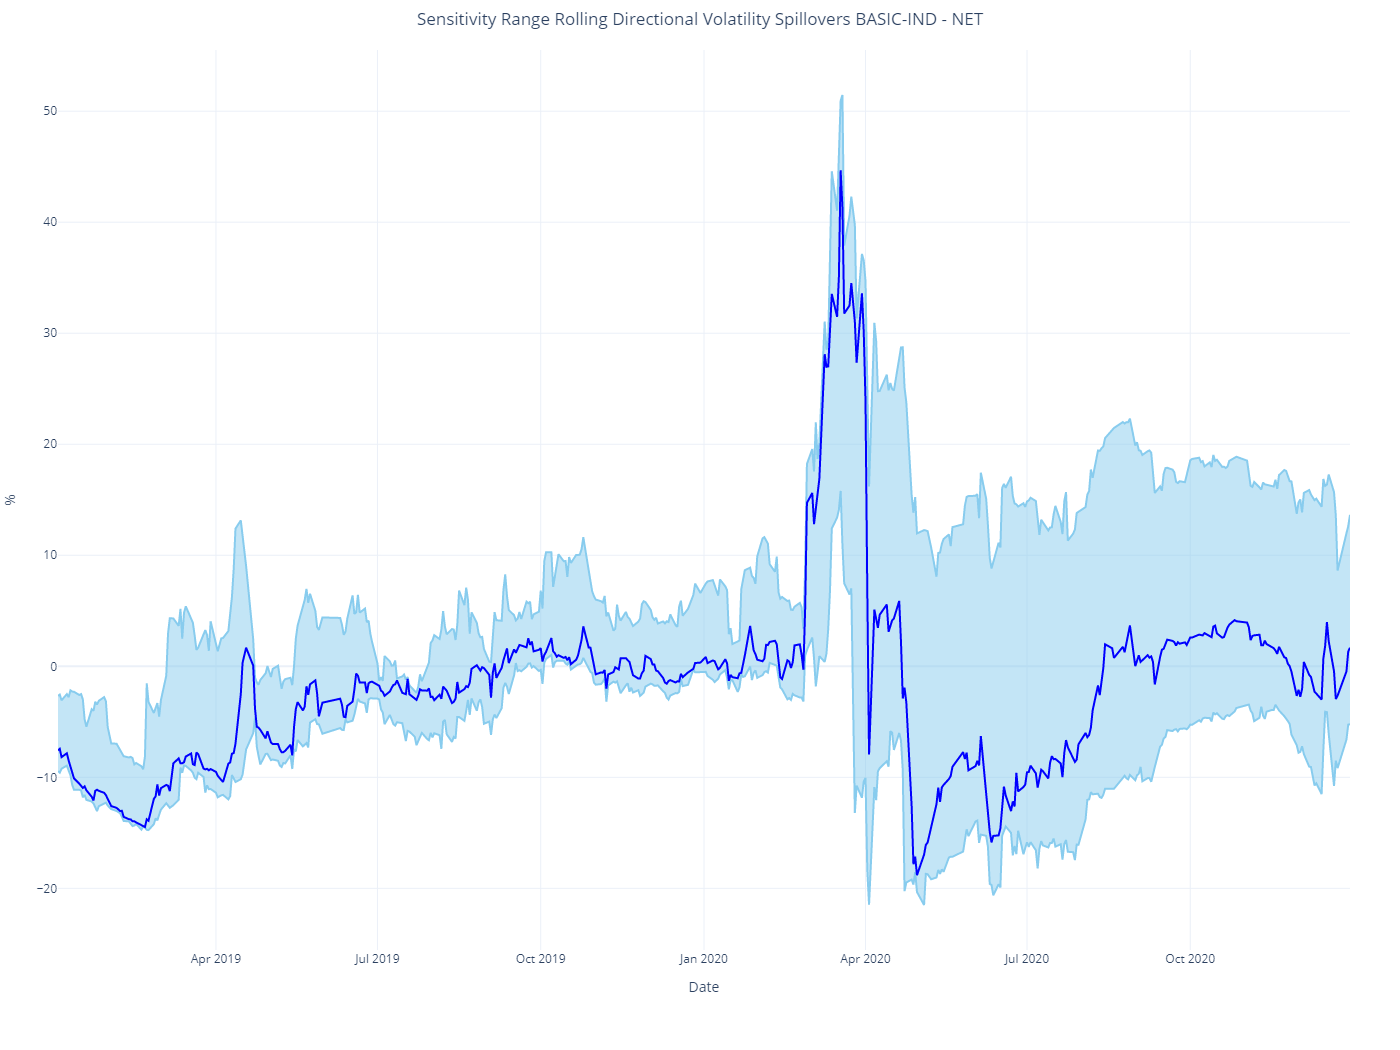 Sensitivity Range Rolling Directional Volatility Spillovers BASIC-IND - NET
50
40
30
20
10
0
−10
−20
%
Apr 2019
Jul 2019
Oct 2019
Jan 2020
Apr 2020
Jul 2020
Oct 2020
Date